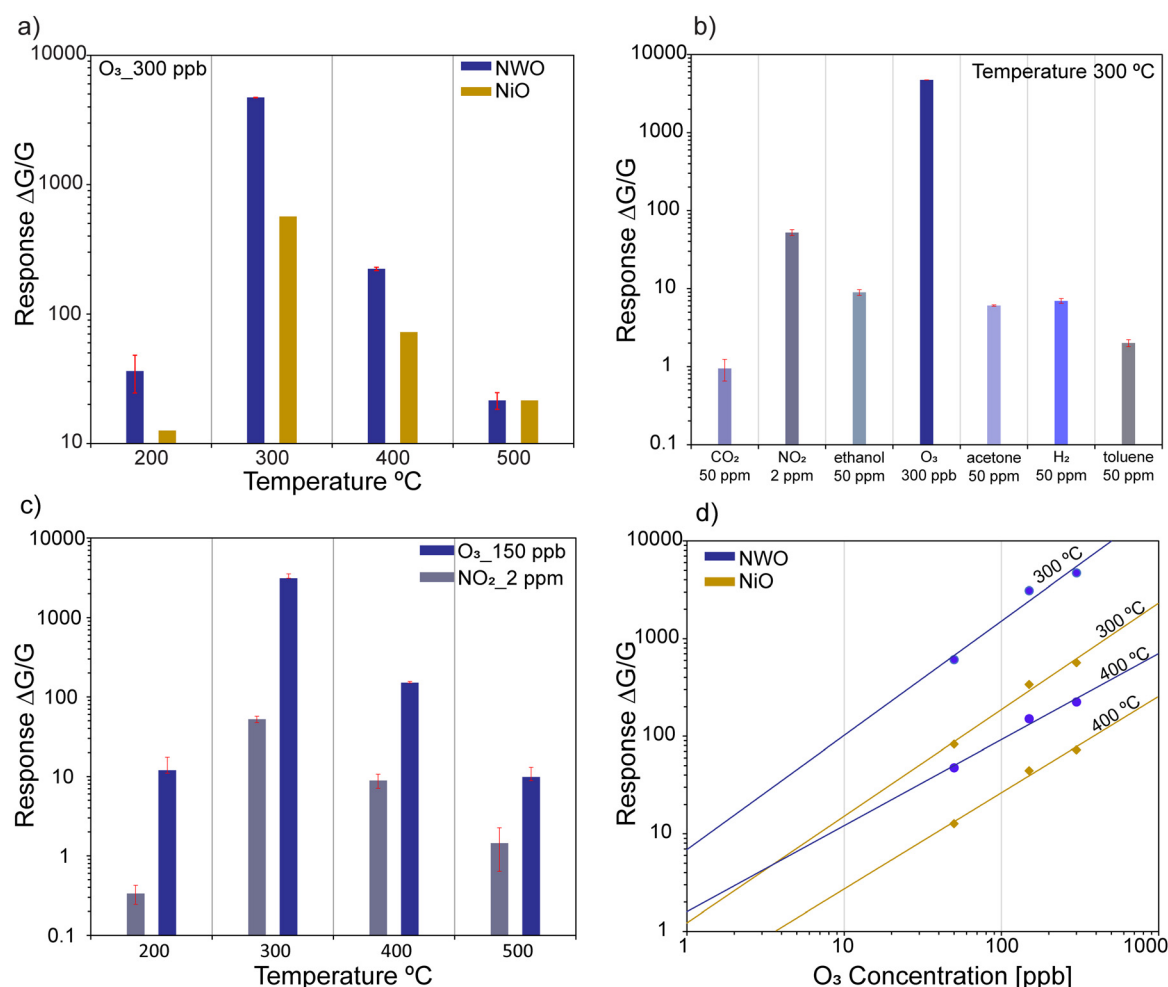 a)
O₃_300 ppb
NWO
NiO
Response ΔG/G
10000
1000
100
10
200 300 400 500
Temperature ºC
b)
Temperature 300 ºC
Response ΔG/G
10000
1000
100
10
1
0.1
CO₂ NO₂ ethanol O₃ acetone H₂ toluene
50 ppm 2 ppm 50 ppm 300 ppb 50 ppm 50 ppm 50 ppm
c)
O₃_150 ppb
NO₂_2 ppm
Response ΔG/G
10000
1000
100
10
1
0.1
200 300 400 500
Temperature ºC
d)
NWO
NiO
300 ºC
300 ºC
400 ºC
400 ºC
Response ΔG/G
10000
1000
100
10
1
1 10 100 1000
O₃ Concentration [ppb]